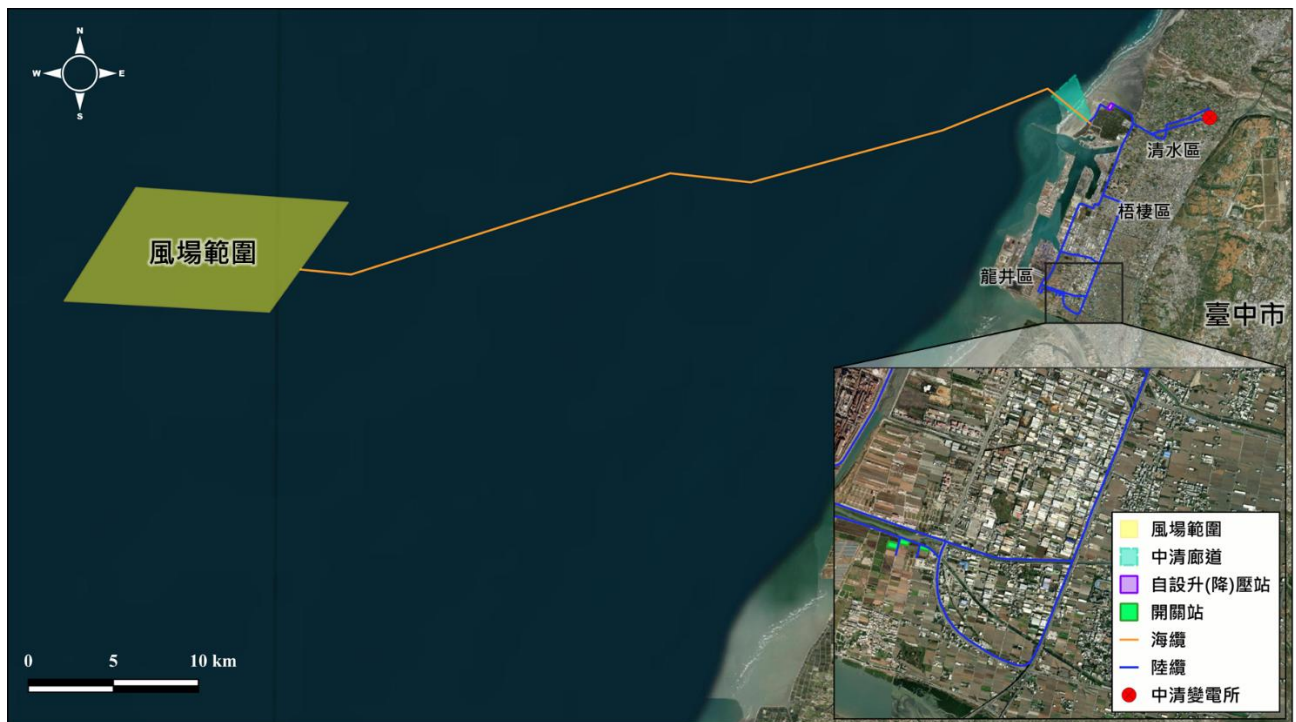 N
W
E
S
清水區
梧棲區
風場範圍
龍井區
臺中市
風場範圍
中清廊道
自設升(降)壓站
開關站
海纜
陸纜
中清變電所
0 5 10 km